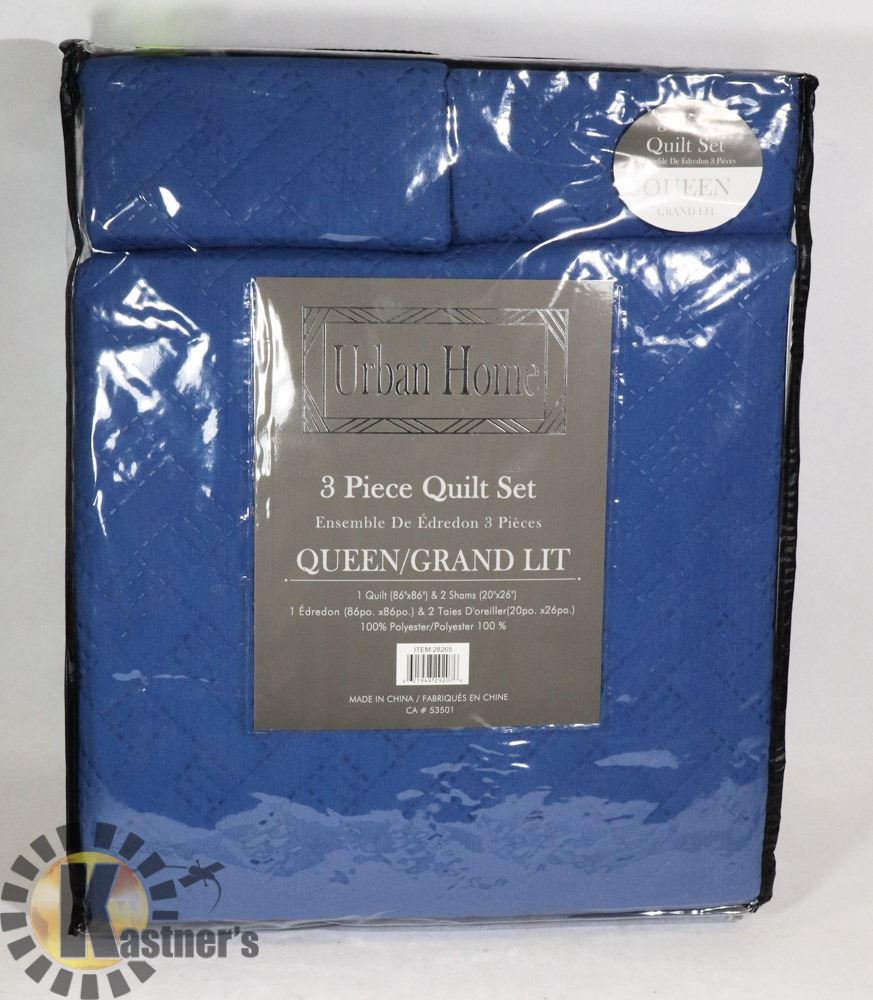 Quilt Set
De Édredon 3 Pièces
QUEEN
GRAND LIT
Urban Home
3 Piece Quilt Set
Ensemble De Édredon 3 Pièces
QUEEN/GRAND LIT
1 Quilt (86"x86") & 2 Shams (20"x26")
1 Édredon (86po. x86po.) & 2 Taies D'oreiller(20po. x26po.)
100% Polyester/Polyester 100 %
ITEM:28265
MADE IN CHINA / FABRIQUÉS EN CHINE
CA # 53501
Kastner's